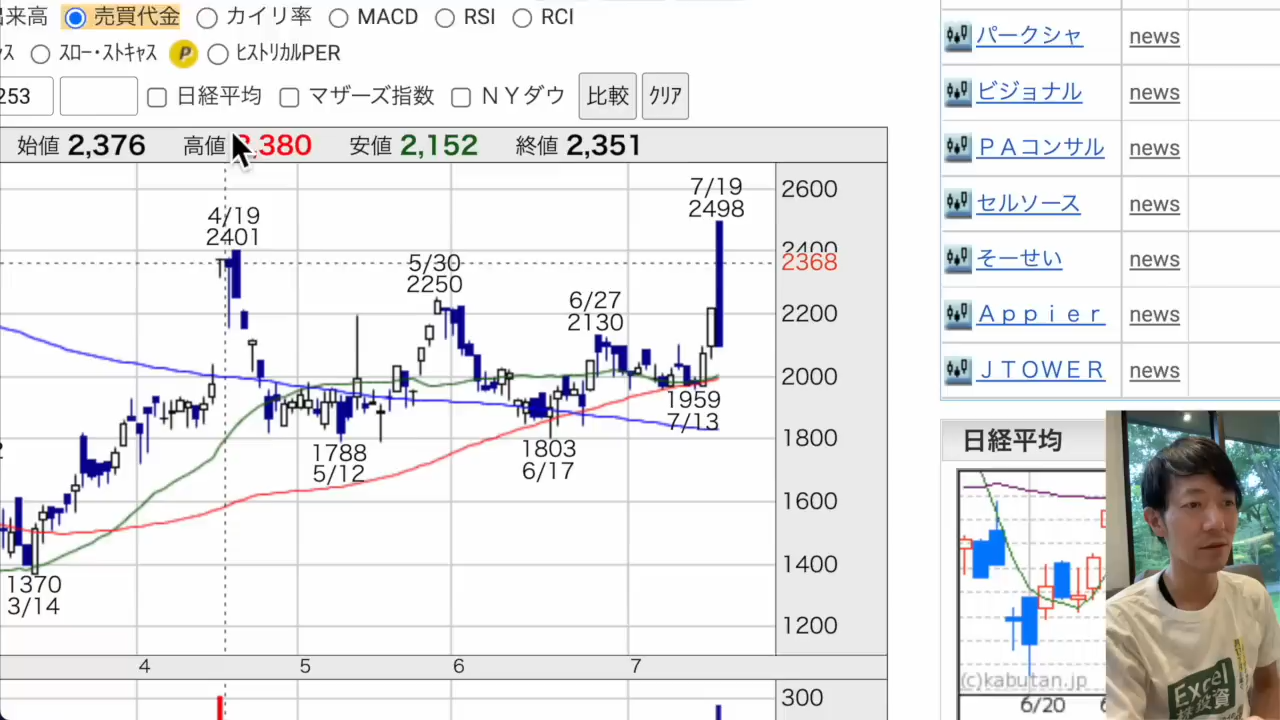 出来高 売買代金 カイリ率 MACD RSI RCI
ｽﾛｰ･ｽﾄｷｬｽ P ﾋｽﾄﾘｶﾙPER
253 日経平均 マザーズ指数 ＮＹダウ 比較 ｸﾘｱ
始値 2,376 高値 2,380 安値 2,152 終値 2,351
2600
2400
2368
2200
2000
1800
1600
1400
1200
7/19
2498
4/19
2401
5/30
2250
6/27
2130
1959
7/13
1788
5/12
1803
6/17
1370
3/14
4 5 6 7
300
パークシャ news
ビジョナル news
ＰＡコンサル news
セルソース news
そーせい news
Ａｐｐｉｅｒ news
ＪＴＯＷＥＲ news
日経平均
(c)kabutan.jp
6/20
Excel
株投資